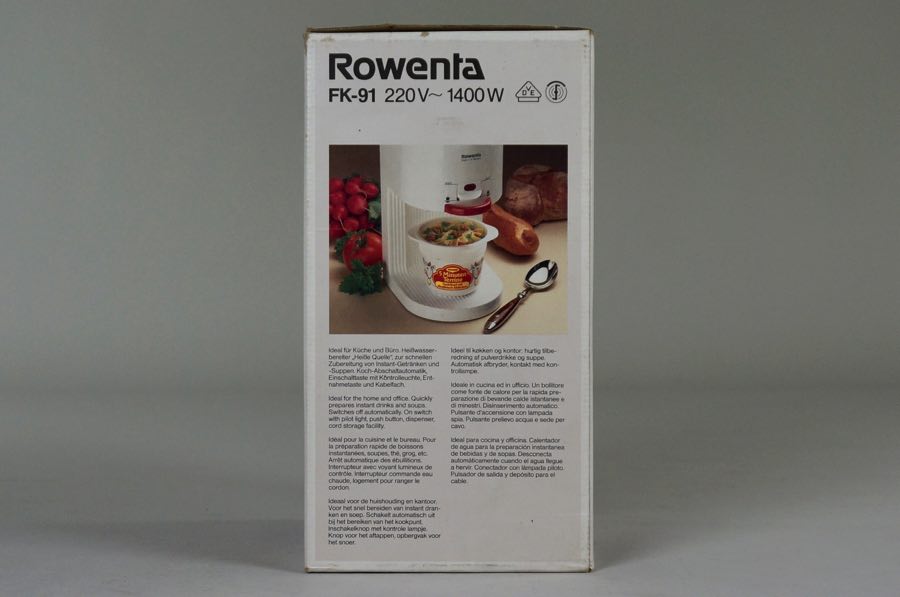 Rowenta
FK-91 220V~ 1400W
VDE
Rowenta
5 Minuten
Terrine
Ideal für Küche und Büro. Heißwasser-
bereiter „Heiße Quelle”, zur schnellen
Zubereitung von Instant-Getränken und
-Suppen. Koch-Abschaltautomatik,
Einschalttaste mit Kontrolleuchte, Ent-
nahmetaste und Kabelfach.
Ideal for the home and office. Quickly
prepares instant drinks and soups.
Switches off automatically. On switch
with pilot light, push button, dispenser,
cord storage facility.
Idéal pour la cuisine et le bureau. Pour
la préparation rapide de boissons
instantanées, soupes, thé, grog, etc.
Arrêt automatique des ébullitions.
Interrupteur avec voyant lumineux de
contrôle. Interrupteur commande eau
chaude, logement pour ranger le
cordon.
Ideaal voor de huishouding en kantoor.
Voor het snel bereiden van instant dran-
ken en soep. Schakelt automatisch uit
bij het bereiken van het kookpunt.
Inschakelknop met kontrole lampje.
Knop voor het aftappen, opbergvak voor
het snoer.
Ideel til køkken og kontor: hurtig tilbe-
redning af pulverdrikke og suppe.
Automatisk afbryder, kontakt med kon-
trollampe.
Ideale in cucina ed in ufficio. Un bollitore
come fonte de calore per la rapida pre-
parazione di bevande calde istantanee e
di minestri. Disinserimento automatico.
Pulsante d'accensione con lampada
spia. Pulsante prelievo acqua e sede per
cavo.
Ideal para cocina y officina. Calentador
de agua para la preparación instantanea
de bebidas y de sopas. Desconecta
automáticamente cuando el agua llegue
a hervir. Conectador con lámpada piloto.
Pulsador de salida y depósito para el
cable.